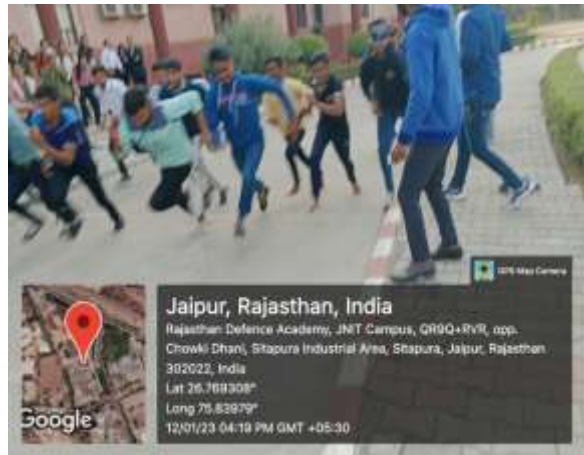 GPS Map Camera
Jaipur, Rajasthan, India
Rajasthan Defence Academy, JNIT Campus, QR9Q+RVR, opp.
Chowki Dhani, Sitapura Industrial Area, Sitapura, Jaipur, Rajasthan
302022, India
Lat 26.769308°
Long 75.83979°
12/01/23 04:19 PM GMT +05:30
Google